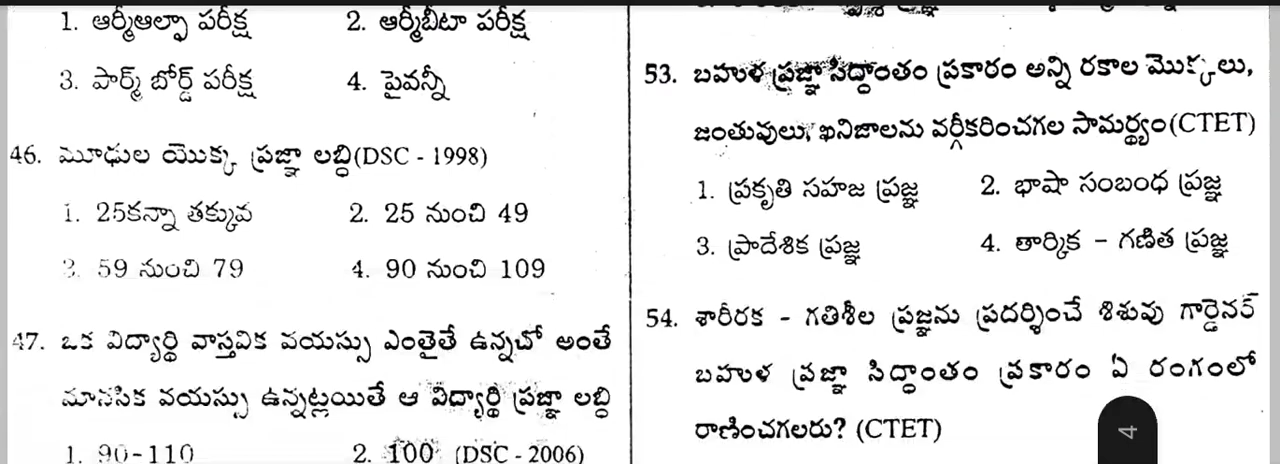 1. ఆర్మీఆల్ఫా పరీక్ష 2. ఆర్మీబీటా పరీక్ష
3. పార్మ్ బోర్డ్ పరీక్ష 4. పైవన్నీ
46. మూఢుల యొక్క ప్రజ్ఞా లబ్ధి(DSC - 1998)
1. 25కన్నా తక్కువ 2. 25 నుంచి 49
3. 59 నుంచి 79 4. 90 నుంచి 109
47. ఒక విద్యార్థి వాస్తవిక వయస్సు ఎంతైతే ఉన్నచో అంతే
మానసిక వయస్సు ఉన్నట్లయితే ఆ విద్యార్థి ప్రజ్ఞా లబ్ధి
1. 90-110 2. 100 (DSC - 2006)
53. బహుళ ప్రజ్ఞా సిద్ధాంతం ప్రకారం అన్ని రకాల మొక్కలు,
జంతువులు, ఖనిజాలను వర్గీకరించగల సామర్థ్యం(CTET)
1. ప్రకృతి సహజ ప్రజ్ఞ 2. భాషా సంబంధ ప్రజ్ఞ
3. ప్రాదేశిక ప్రజ్ఞ 4. తార్కిక - గణిత ప్రజ్ఞ
54. శారీరక - గతిశీల ప్రజ్ఞను ప్రదర్శించే శిశువు గార్డెనర్
బహుళ ప్రజ్ఞా సిద్ధాంతం ప్రకారం ఏ రంగంలో
రాణించగలరు? (CTET)
4